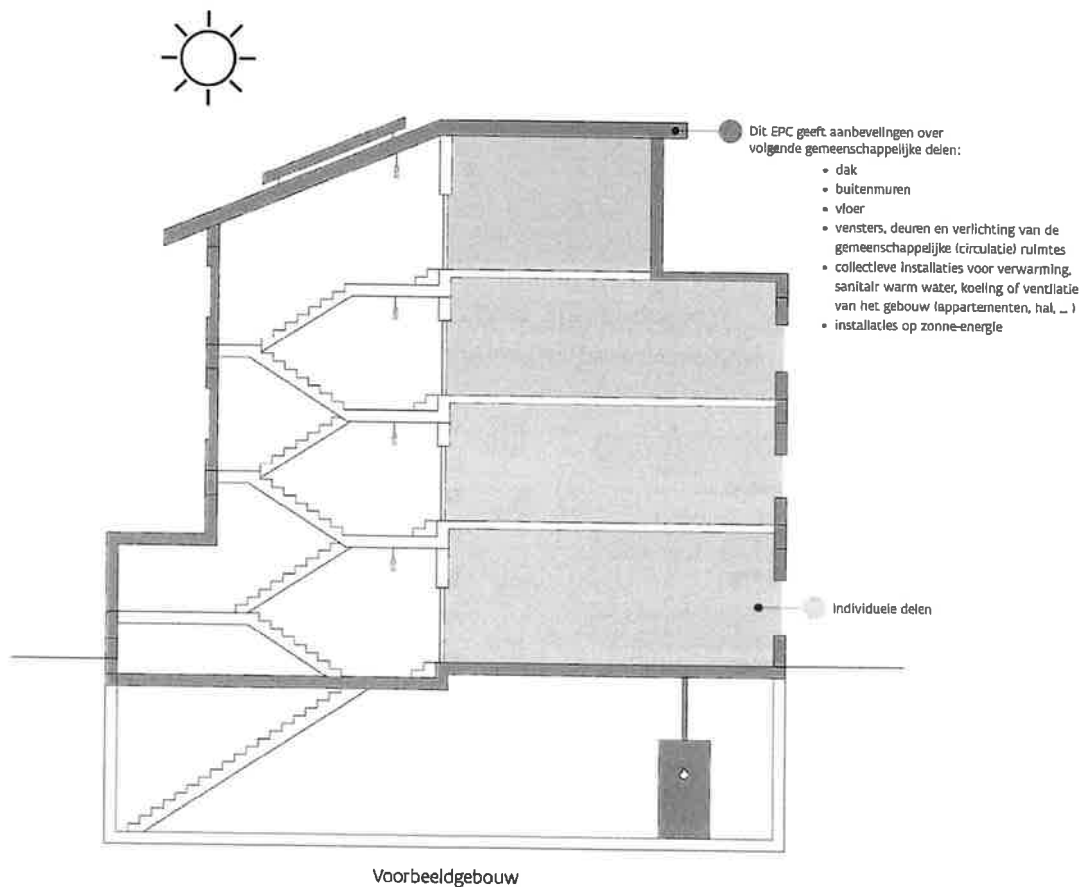 Dit EPC geeft aanbevelingen over
volgende gemeenschappelijke delen:
• dak
• buitenmuren
• vloer
• vensters, deuren en verlichting van de
gemeenschappelijke (circulatie) ruimtes
• collectieve installaties voor verwarming,
sanitair warm water, koeling of ventilatie
van het gebouw (appartementen, hal, ...)
• installaties op zonne-energie
Individuele delen
Voorbeeldgebouw